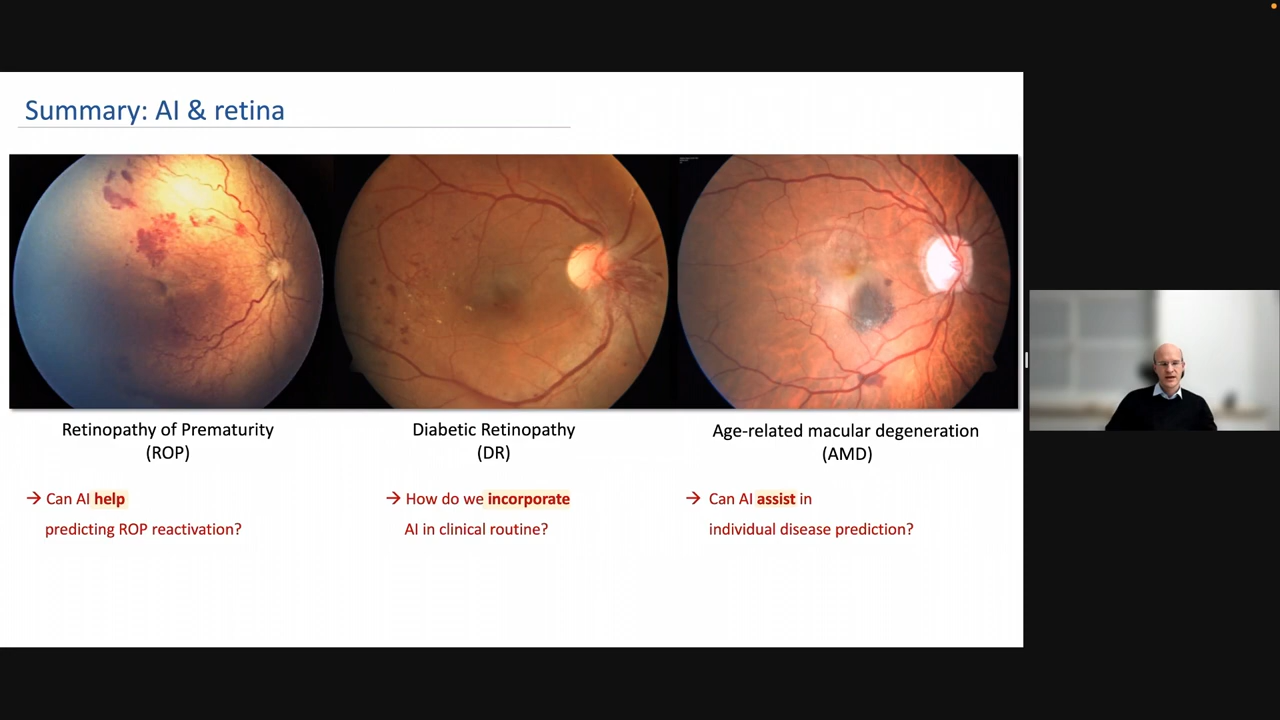 Summary: AI & retina
Retinopathy of Prematurity
(ROP)
→ Can AI help
predicting ROP reactivation?
Diabetic Retinopathy
(DR)
→ How do we incorporate
AI in clinical routine?
Age-related macular degeneration
(AMD)
→ Can AI assist in
individual disease prediction?